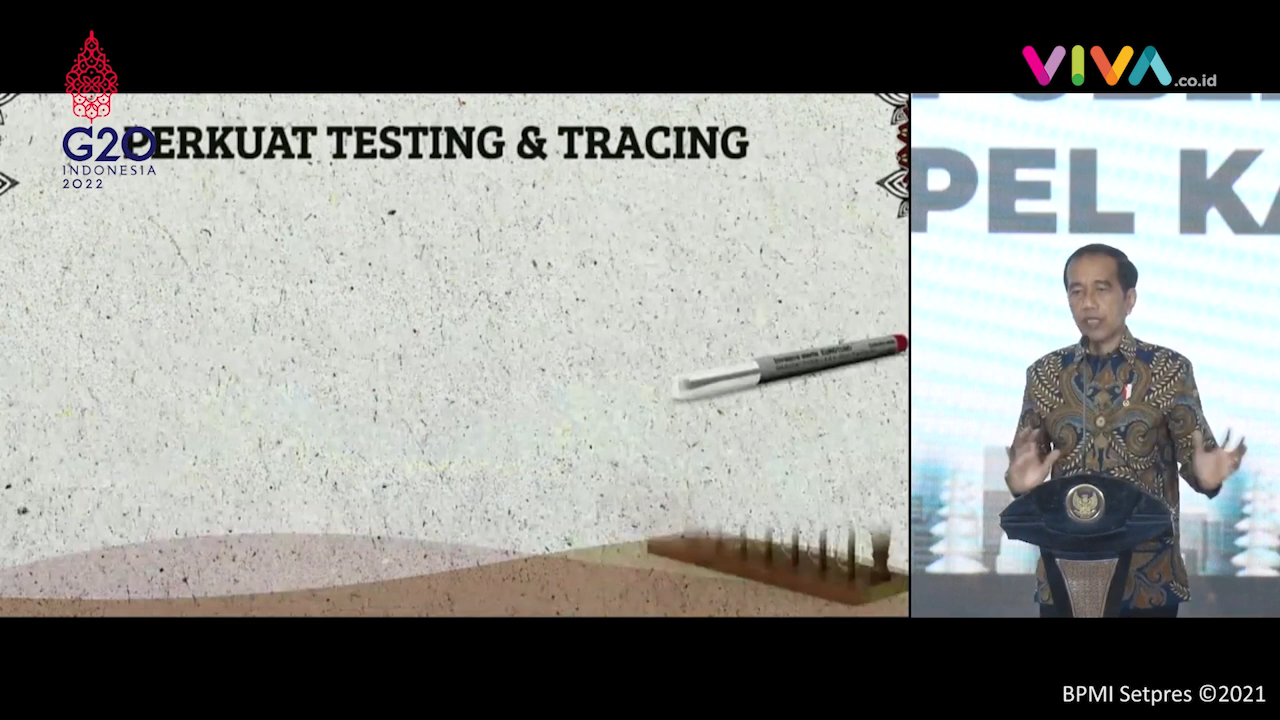 VIVA.co.id
G20
INDONESIA
2022
PERKUAT TESTING & TRACING
PEL KA
BPMI Setpres ©2021